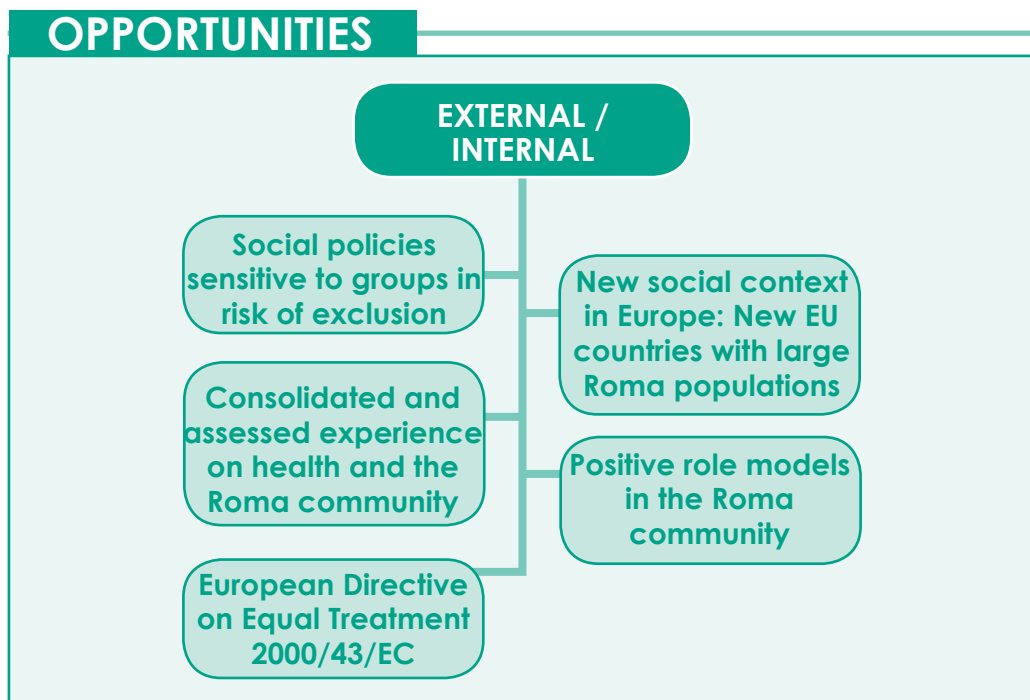 OPPORTUNITIES
EXTERNAL /
INTERNAL
Social policies
sensitive to groups in
risk of exclusion
New social context
in Europe: New EU
countries with large
Roma populations
Consolidated and
assessed experience
on health and the
Roma community
Positive role models
in the Roma
community
European Directive
on Equal Treatment
2000/43/EC